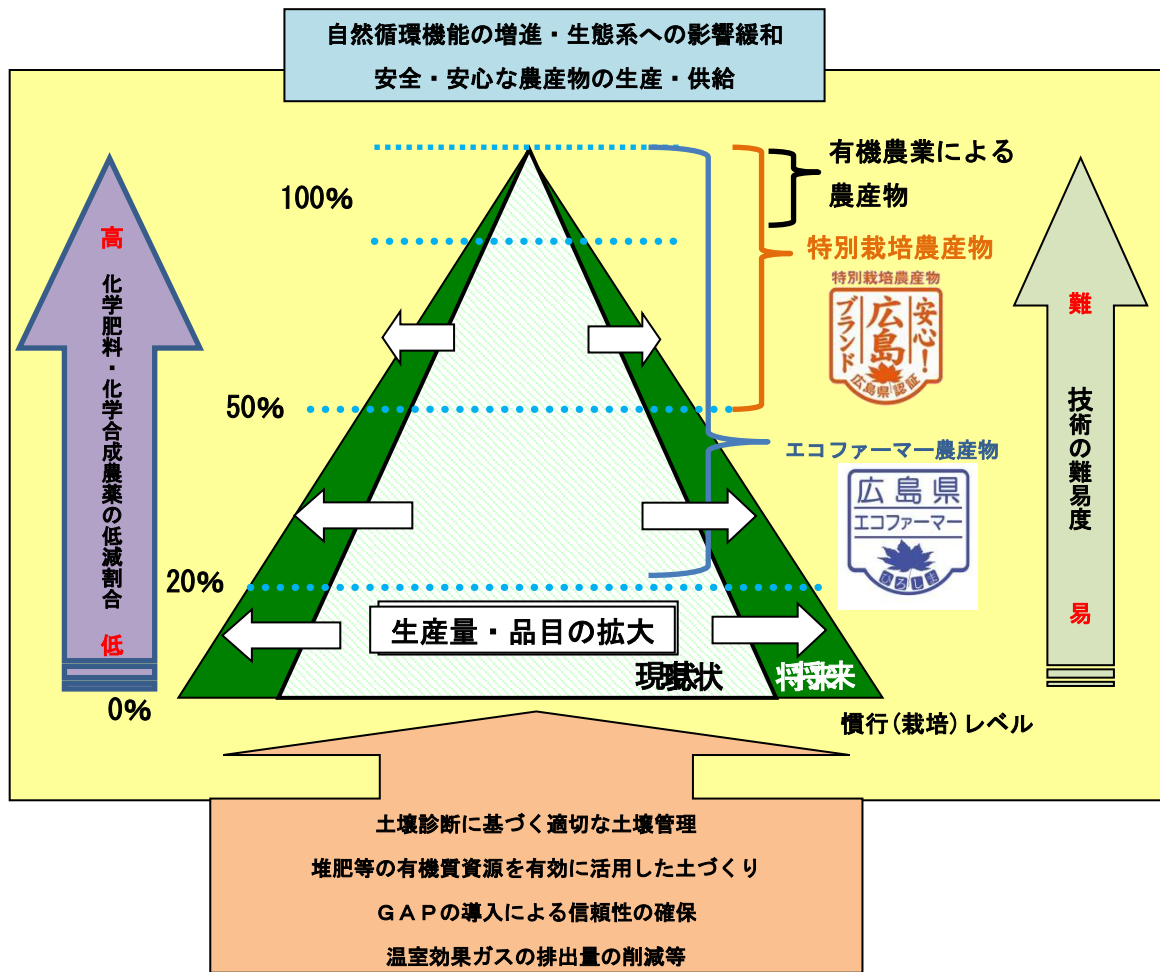 自然循環機能の増進・生態系への影響緩和
安全・安心な農産物の生産・供給
有機農業による
農産物
100%
高
化学肥料・化学合成農薬の低減割合
低
特別栽培農産物
特別栽培農産物
安心！
広島
ブランド
広島県認証
難
技術の難易度
易
50%
エコファーマー農産物
広島県
エコファーマー
ひろしま
20%
生産量・品目の拡大
現状
将来
0%
慣行(栽培)レベル
土壌診断に基づく適切な土壌管理
堆肥等の有機質資源を有効に活用した土づくり
ＧＡＰの導入による信頼性の確保
温室効果ガスの排出量の削減等